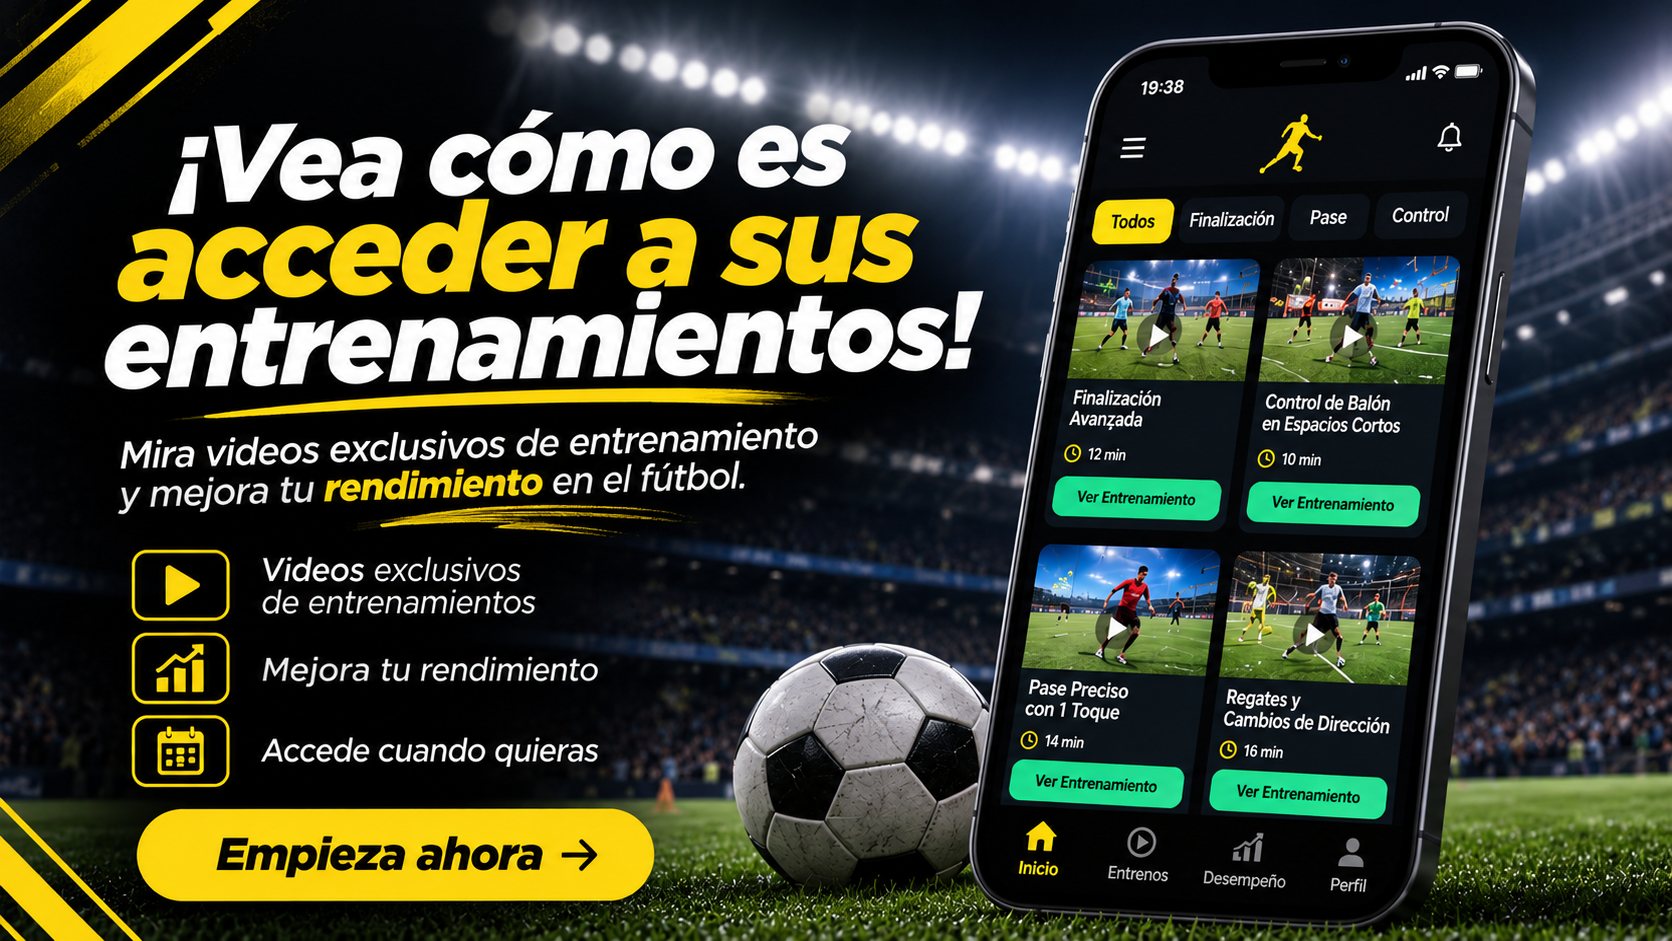 ¡Vea cómo es
acceder a sus
entrenamientos!
Mira videos exclusivos de entrenamiento
y mejora tu rendimiento en el fútbol.
Videos exclusivos
de entrenamientos
Mejora tu rendimiento
Accede cuando quieras
Empieza ahora →
19:38
Todos
Finalización
Pase
Control
Finalización
Avanzada
12 min
Ver Entrenamiento
Control de Balón
en Espacios Cortos
10 min
Ver Entrenamiento
Pase Preciso
con 1 Toque
14 min
Ver Entrenamiento
Regates y
Cambios de Dirección
16 min
Ver Entrenamiento
Inicio
Entrenos
Desempeño
Perfil